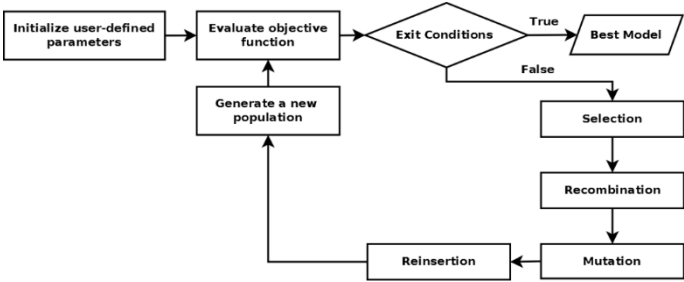 Initialize user-defined
parameters
Evaluate objective
function
Exit Conditions
True
Best Model
False
Generate a new
population
Selection
Recombination
Mutation
Reinsertion